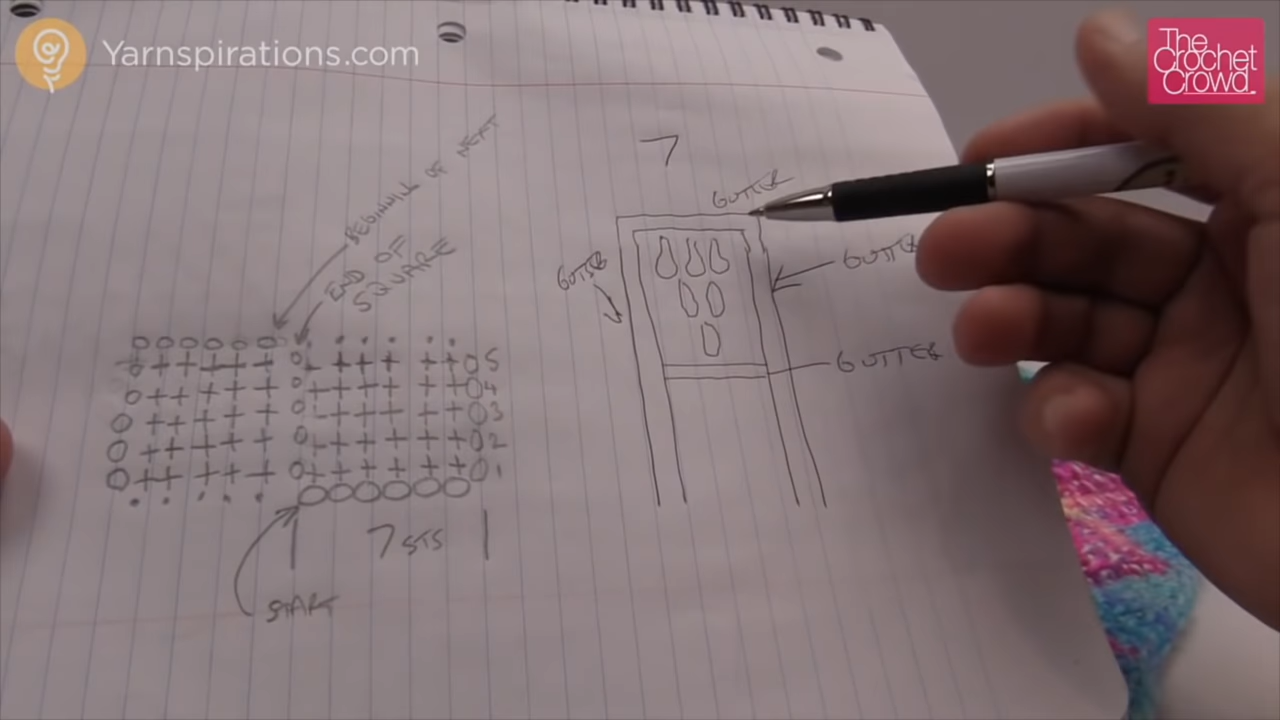 Yarnspirations.com
The
Crochet
Crowd
BEGINNING OF NEXT
END OF
SQUARE
5
4
3
2
1
7 STS
START
7
GUTTER
GUTTER
GUTTER
GUTTER